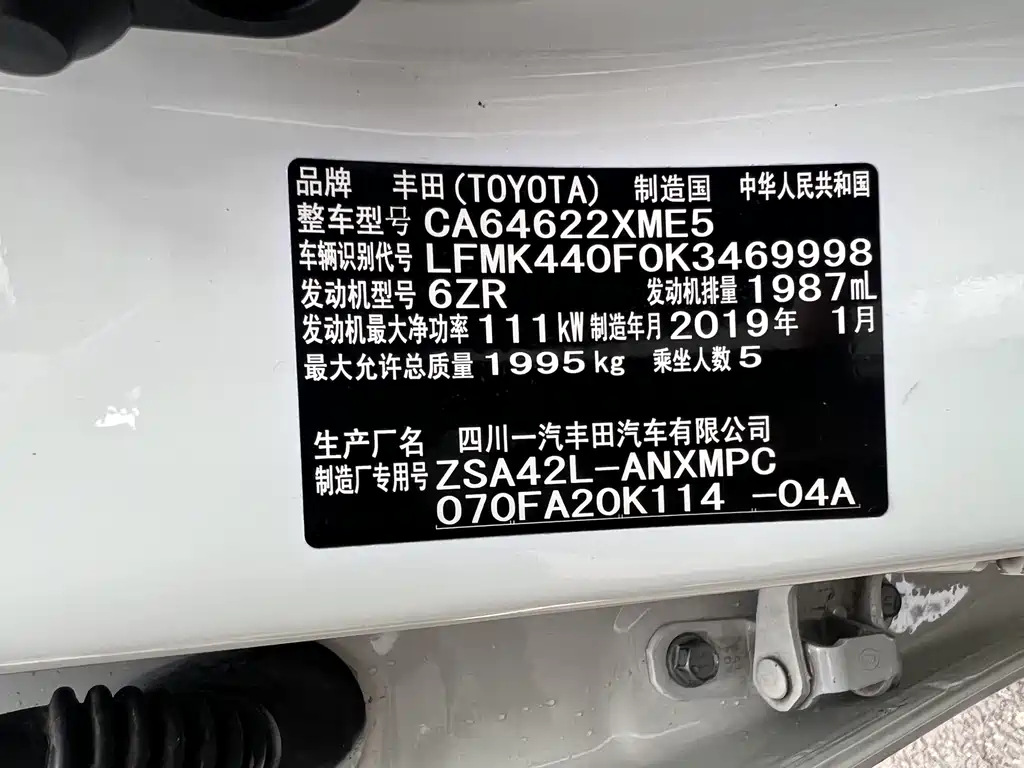 品牌 丰田(TOYOTA) 制造国 中华人民共和国
整车型号 CA64622XME5
车辆识别代号 LFMK440F0K3469998
发动机型号 6ZR 发动机排量 1987mL
发动机最大净功率 111kW 制造年月 2019年 1月
最大允许总质量 1995kg 乘坐人数 5
生产厂名 四川一汽丰田汽车有限公司
制造厂专用号 ZSA42L-ANXMPC
070FA20K114 -04A